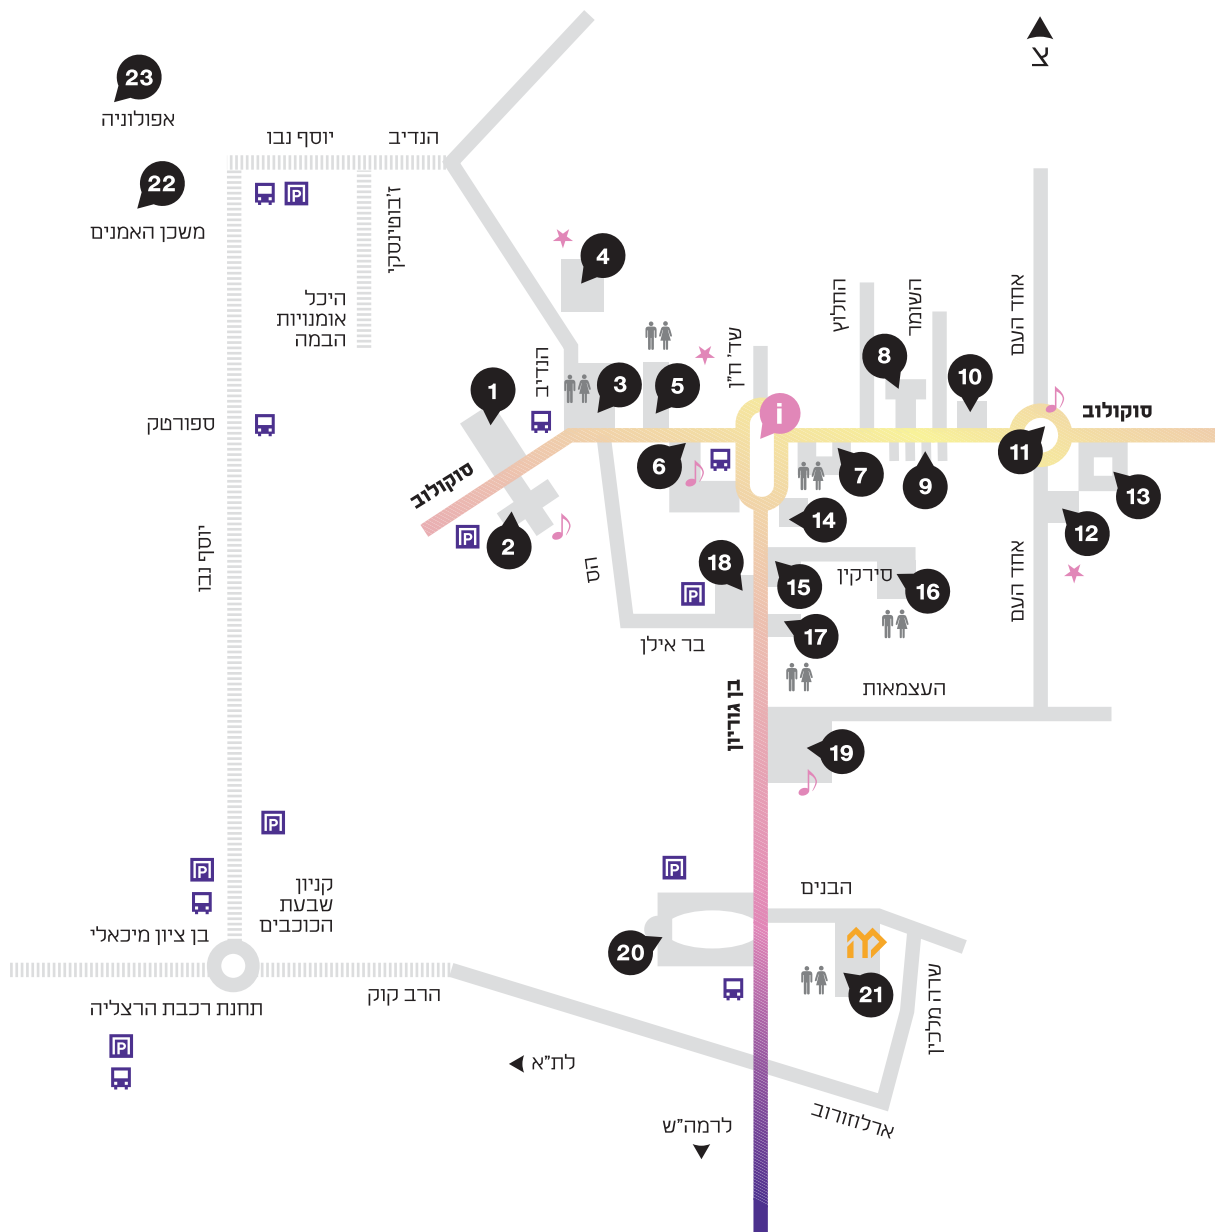 23
אפולוניה
צ
יוסף נבו
הנדיב
22
משכן האמנים
P
ז'בוטינסקי
היכל
אומנויות
הבמה
4
הנדיב
שד' ח"ן
החלוץ
השומר
אחד העם
1
3
5
i
8
10
סוקולוב
ספורטק
6
7
11
9
13
סוקולוב
P
2
14
12
הס
יוסף נבו
18
P
15
סירקין
16
אחד העם
בר אילן
17
העצמאות
בן גוריון
19
P
P
P
קניון
שבעת
הכוכבים
הבנים
בן ציון מיכאלי
20
21
הרב קוק
תחנת רכבת הרצליה
P
שרה מלכין
לת"א
ארלוזורוב
לרמה"ש